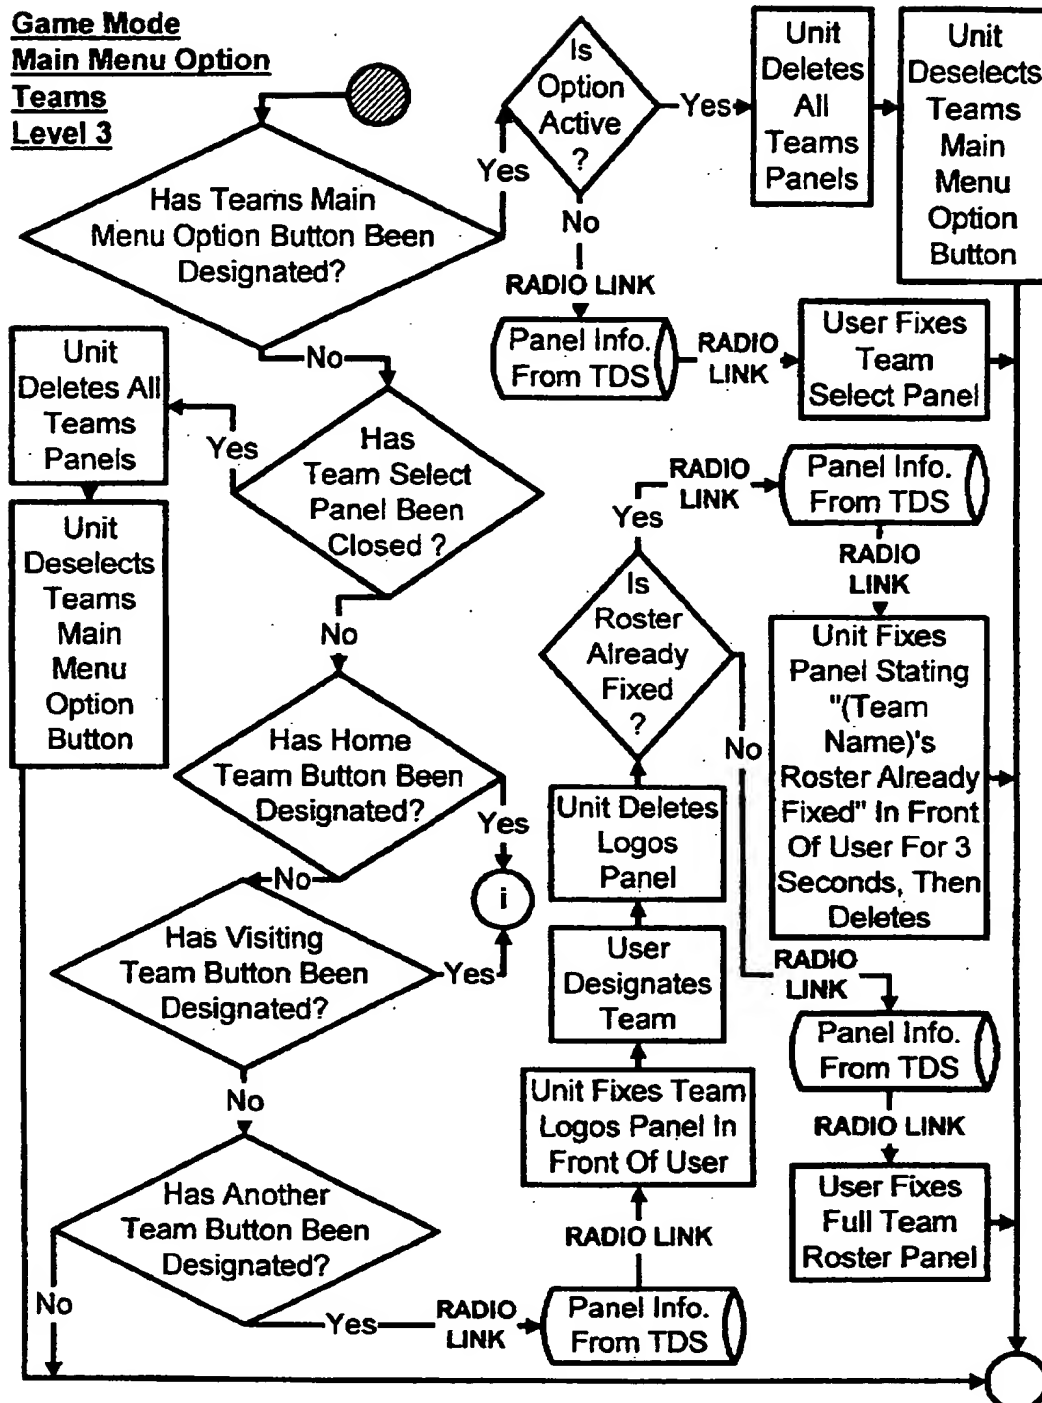 Game Mode
Main Menu Option
Teams
Level 3
Is
Option
Active
?
Yes
Unit
Deletes
All
Teams
Panels
Unit
Deselects
Teams
Main
Menu
Option
Button
Has Teams Main
Menu Option Button Been
Designated?
Yes
No
RADIO LINK
Panel Info.
From TDS
RADIO
LINK
User Fixes
Team
Select Panel
No
Unit
Deletes All
Teams
Panels
Yes
Has
Team Select
Panel Been
Closed ?
Unit
Deselects
Teams
Main
Menu
Option
Button
No
Has Home
Team Button Been
Designated?
Yes
No
i
Has Visiting
Team Button Been
Designated?
Yes
No
Has Another
Team Button Been
Designated?
No
Yes
RADIO
LINK
Panel Info.
From TDS
RADIO LINK
Unit Fixes Team
Logos Panel In
Front Of User
User
Designates
Team
Unit Deletes
Logos
Panel
Is
Roster
Already
Fixed
?
Yes
RADIO
LINK
Panel Info.
From TDS
RADIO
LINK
Unit Fixes
Panel Stating
"(Team
Name)'s
Roster Already
Fixed" In Front
Of User For 3
Seconds, Then
Deletes
No
RADIO
LINK
Panel Info.
From TDS
RADIO LINK
User Fixes
Full Team
Roster Panel